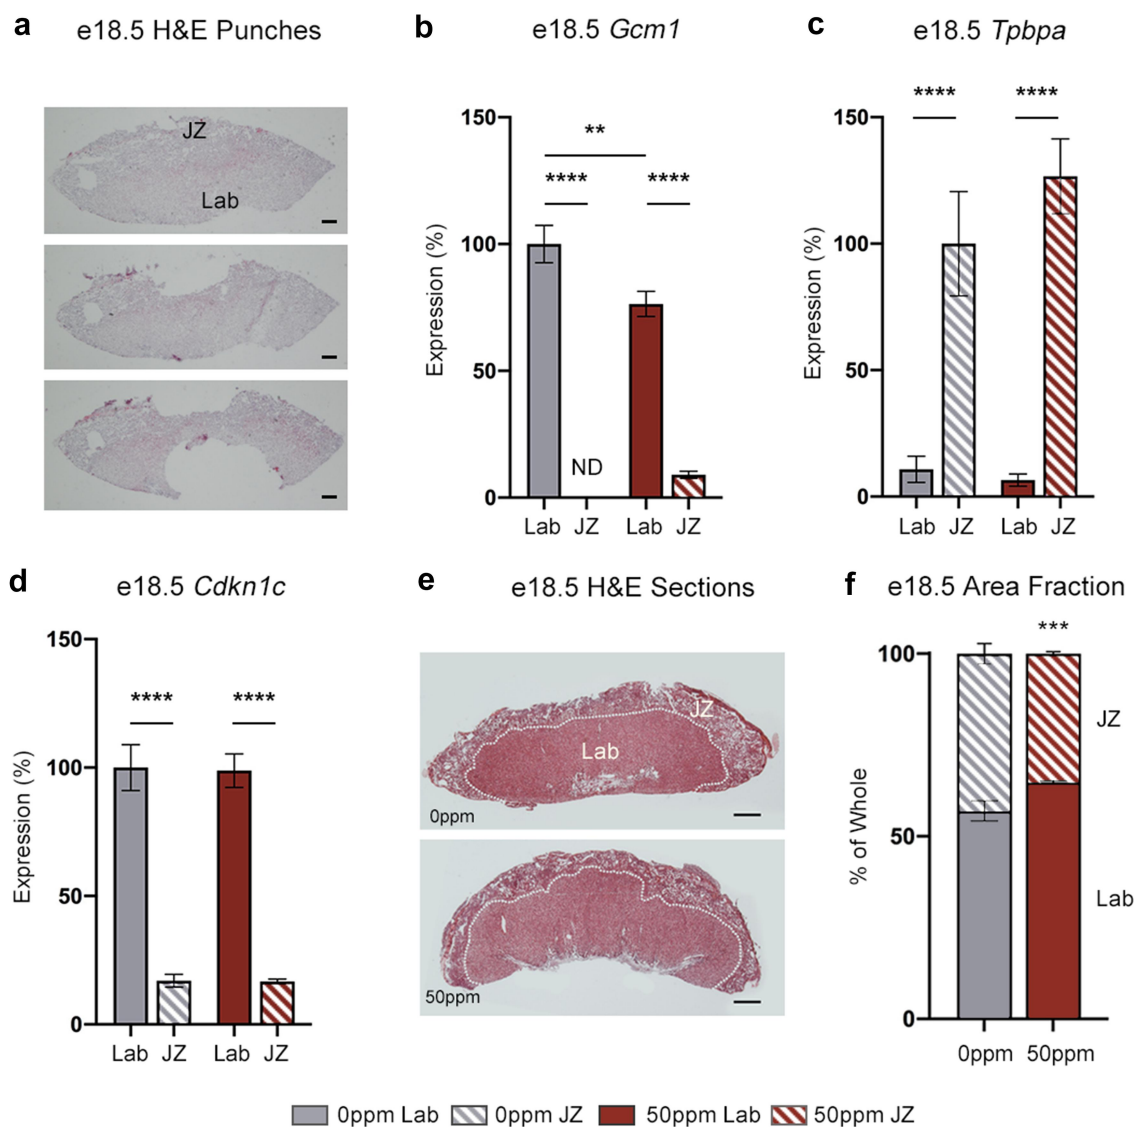 a e18.5 H&E Punches
JZ
Lab
b e18.5 Gcm1
150
100
50
0
Expression (%)
**
**** ****
ND
Lab JZ Lab JZ
c e18.5 Tpbpa
**** ****
150
100
50
0
Expression (%)
Lab JZ Lab JZ
d e18.5 Cdkn1c
150
100
50
0
Expression (%)
**** ****
Lab JZ Lab JZ
e e18.5 H&E Sections
JZ
Lab
0ppm
50ppm
f e18.5 Area Fraction
***
100
50
0
% of Whole
JZ
Lab
0ppm 50ppm
0ppm Lab 0ppm JZ 50ppm Lab 50ppm JZ